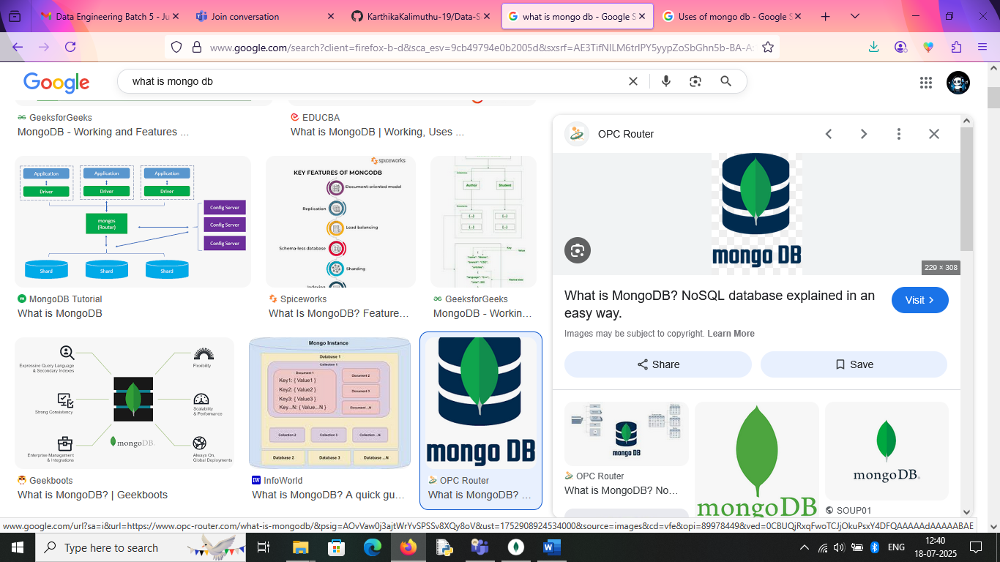 Data Engineering Batch 5 - Ju
Join conversation
KarthikaKalimuthu-19/Data-S
what is mongo db - Google S
Uses of mongo db - Google S
www.google.com/search?client=firefox-b-d&sca_esv=9cb49794e0b2005d&sxsrf=
Google
what is mongo db
GeeksforGeeks
MongoDB - Working and Features ...
EDUCBA
What is MongoDB | Working, Uses ...
Application
Application
Application
Driver
Driver
Driver
mongos
(Router)
Config Server
Config Server
Config Server
Shard
Shard
Shard
MongoDB Tutorial
What is MongoDB
spiceworks
KEY FEATURES OF MONGODB
Document-oriented model
Replication
Load balancing
Schema-less database
Sharding
Indexing
Spiceworks
What Is MongoDB? Feature...
Author
Student
{...}
{...}
{...}
{...}
Key
Value
GeeksforGeeks
MongoDB - Workin...
Expressive Query Language
& Secondary Indexes
Flexibility
Strong Consistency
Scalability
& Performance
Enterprise Management
& Integrations
mongoDB
Always On,
Global Deployments
Geekboots
What is MongoDB? | Geekboots
Mongo Instance
Database 1
Collection 1
Document 1
Key1: { Value1 }
Key2: { Value2 }
Key3: { Value3 }
Key...N: { Value...N }
Document 2
Document 3
Document ...N
Collection 2
Collection 3
Collection ...N
Database 2
Database 3
Database ...N
IW
InfoWorld
What is MongoDB? A quick gu...
mongo DB
OPC Router
What is MongoDB? ...
OPC Router
mongo DB
229 × 308
What is MongoDB? NoSQL database explained in an
easy way.
Visit
Images may be subject to copyright. Learn More
Share
Save
mongo DB
OPC Router
What is MongoDB? No...
mongoDB
mongoDB
SOUP01
www.google.com/url?sa=i&url=https://www.opc-router.com/what-is-mongodb/&psig=AOvVaw0j3ajtWrYvSPSSv8XQy8oV&ust=1752908924534000&source=images&cd=vfe&opi=89978449&ved=0CBUQjRxqFwoTCJjOkuPsxY4DFQAAAAAdAAAAABAE
Type here to search
ENG
12:40
18-07-2025